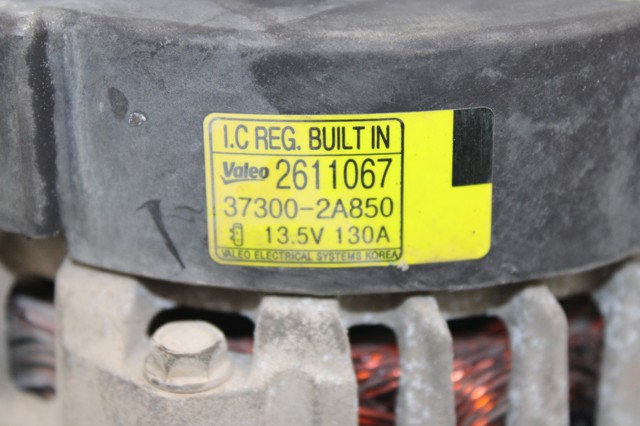 I.C REG. BUILT IN
Valeo 2611067
37300-2A850
13.5V 130A
VALEO ELECTRICAL SYSTEMS KOREA